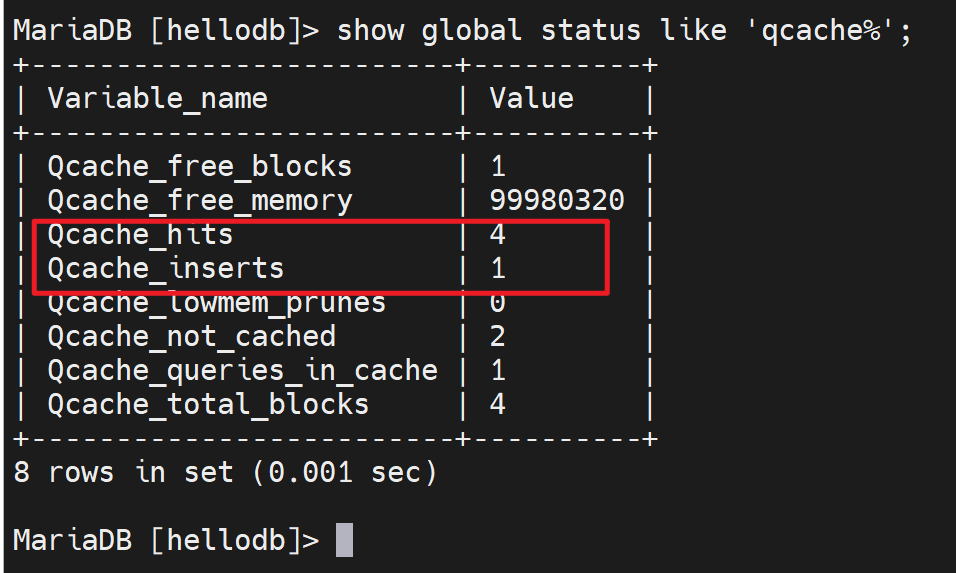 MariaDB [hellodb]> show global status like 'qcache%';
+-------------------------+----------+
| Variable_name           | Value    |
+-------------------------+----------+
| Qcache_free_blocks      | 1        |
| Qcache_free_memory      | 99980320 |
| Qcache_hits             | 4        |
| Qcache_inserts          | 1        |
| Qcache_lowmem_prunes    | 0        |
| Qcache_not_cached       | 2        |
| Qcache_queries_in_cache | 1        |
| Qcache_total_blocks     | 4        |
+-------------------------+----------+
8 rows in set (0.001 sec)
MariaDB [hellodb]>